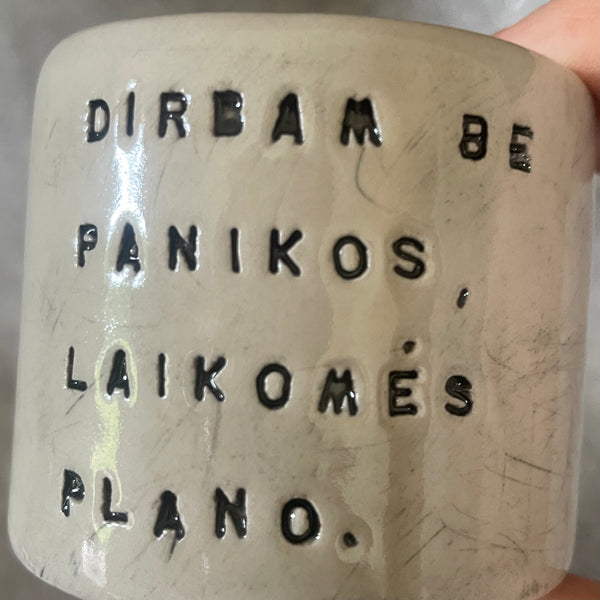 DIRBAM BE
PANIKOS,
LAIKOMĖS
PLANO.